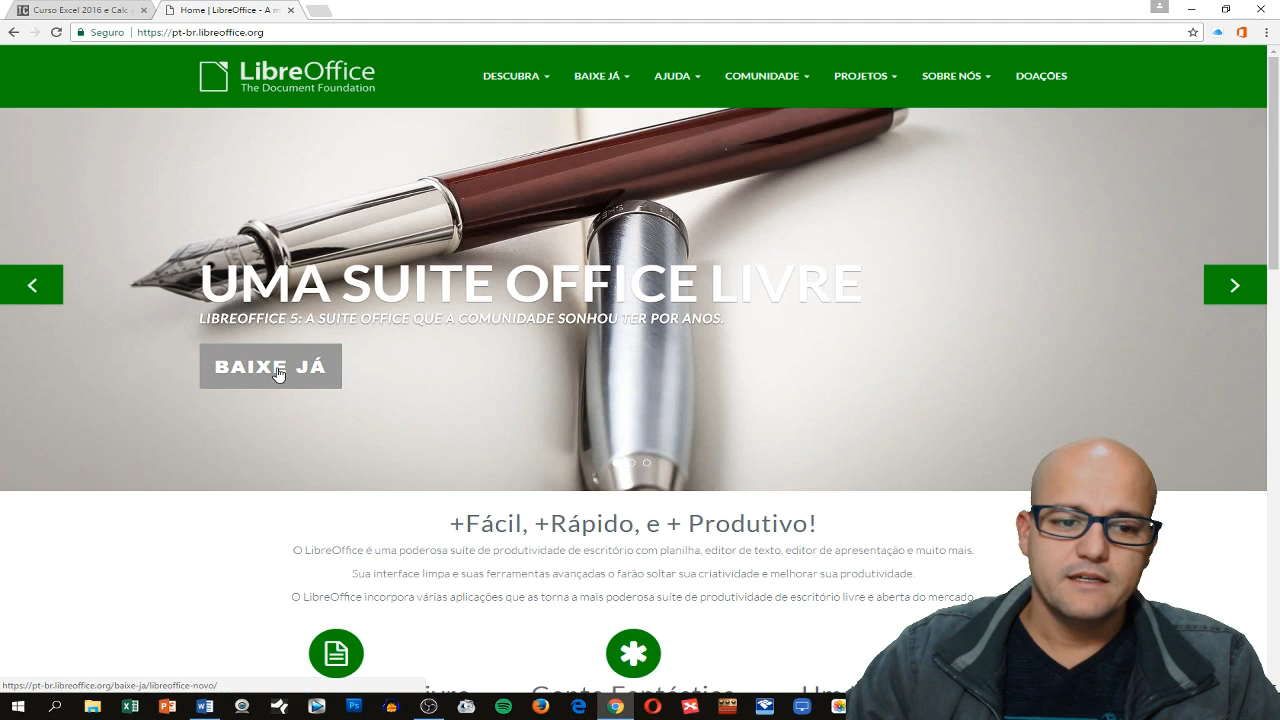 Curso Excel 2016 e Calc
Home | LibreOffice - A m
Seguro
https://pt-br.libreoffice.org
LibreOffice
The Document Foundation
DESCUBRA
BAIXE JÁ
AJUDA
COMUNIDADE
PROJETOS
SOBRE NÓS
DOAÇÕES
UMA SUITE OFFICE LIVRE
LIBREOFFICE 5: A SUITE OFFICE QUE A COMUNIDADE SONHOU TER POR ANOS.
BAIXE JÁ
+Fácil, +Rápido, e + Produtivo!
O LibreOffice é uma poderosa suíte de produtividade de escritório com planilha, editor de texto, editor de apresentação e muito mais.
Sua interface limpa e suas ferramentas avançadas o farão soltar sua criatividade e melhorar sua produtividade.
O LibreOffice incorpora várias aplicações que as torna a mais poderosa suíte de produtividade de escritório livre e aberta do mercado
https://pt-br.libreoffice.org/baixe-ja/libreoffice-novo/